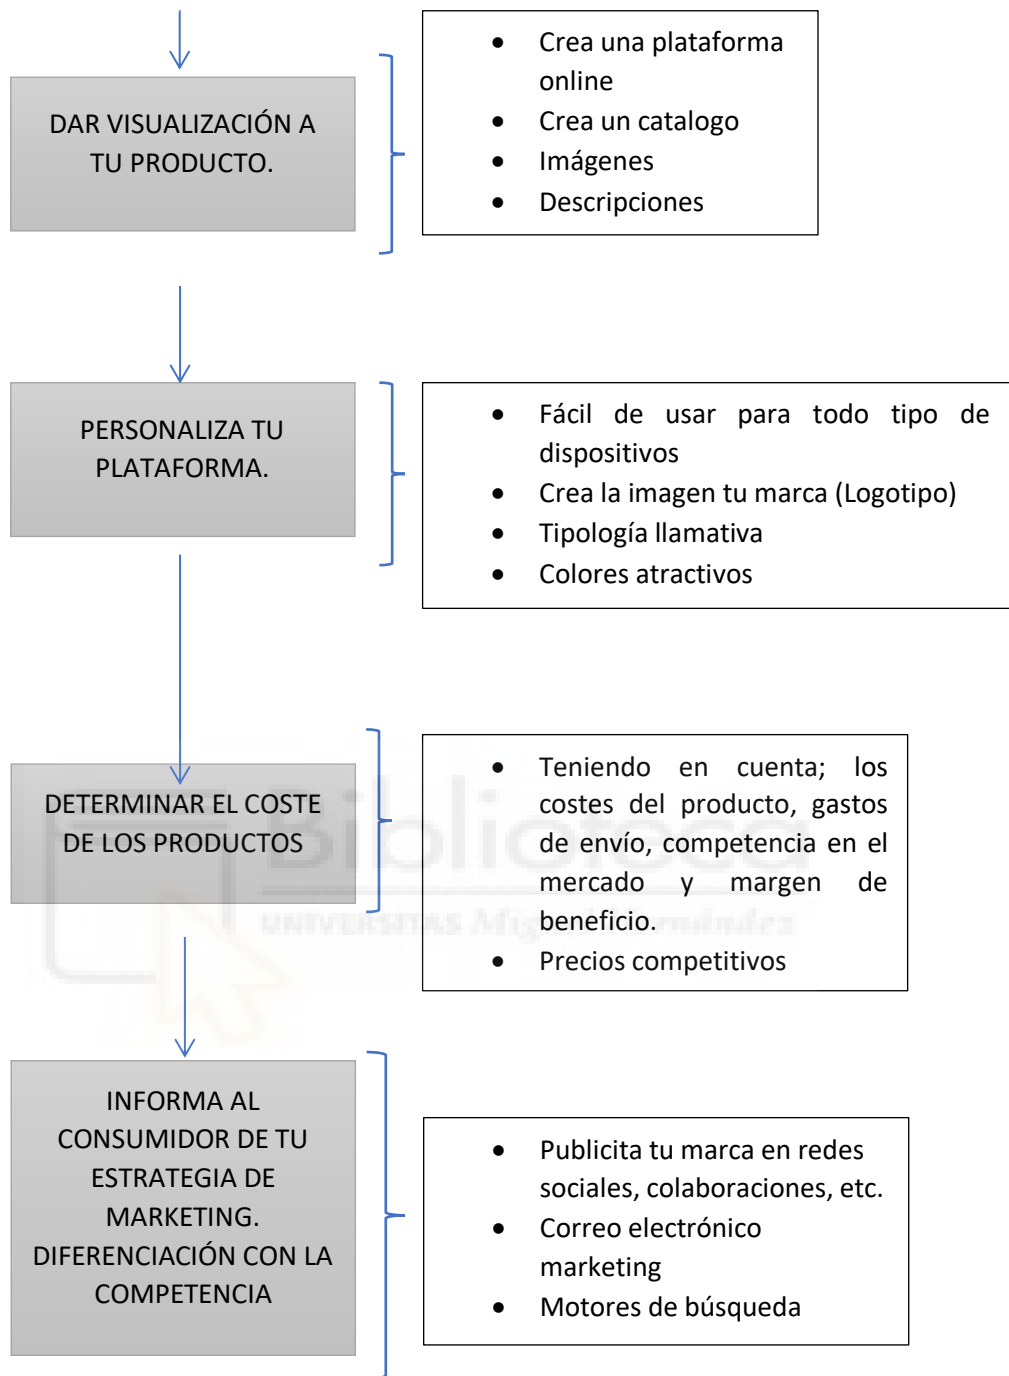 DAR VISUALIZACIÓN A
TU PRODUCTO.
• Crea una plataforma
online
• Crea un catalogo
• Imágenes
• Descripciones
PERSONALIZA TU
PLATAFORMA.
• Fácil de usar para todo tipo de
dispositivos
• Crea la imagen tu marca (Logotipo)
• Tipología llamativa
• Colores atractivos
DETERMINAR EL COSTE
DE LOS PRODUCTOS
• Teniendo en cuenta; los
costes del producto, gastos
de envío, competencia en el
mercado y margen de
beneficio.
• Precios competitivos
Biblioteca
UNIVERSITAS Miguel Hernández
INFORMA AL
CONSUMIDOR DE TU
ESTRATEGIA DE
MARKETING.
DIFERENCIACIÓN CON LA
COMPETENCIA
• Publicita tu marca en redes
sociales, colaboraciones, etc.
• Correo electrónico
marketing
• Motores de búsqueda